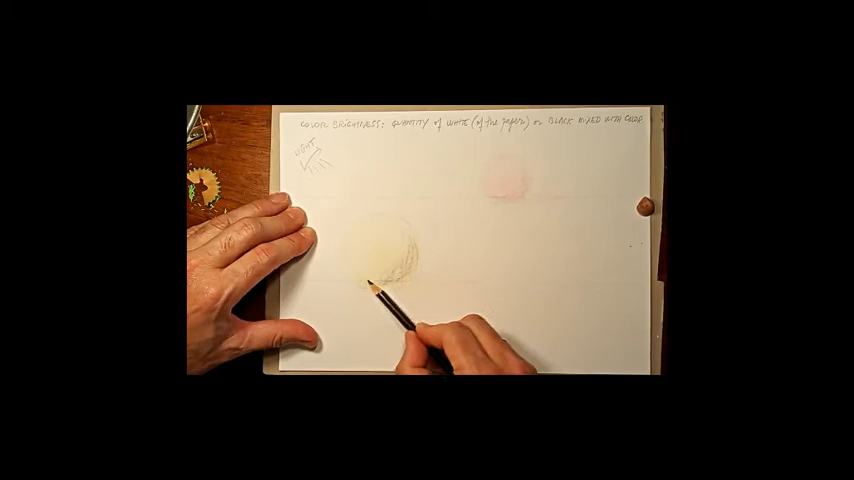 COLOR BRIGHTNESS: QUANTITY of WHITE (of the paper) or BLACK MIXED WITH COLOR
LIGHT